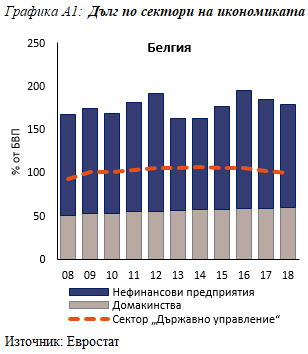 Графика А1: Дълг по сектори на икономиката
Белгия
% от БВП
250
200
150
100
50
0
08 09 10 11 12 13 14 15 16 17 18
Нефинансови предприятия
Домакинства
Сектор „Държавно управление“
Източник: Евростат